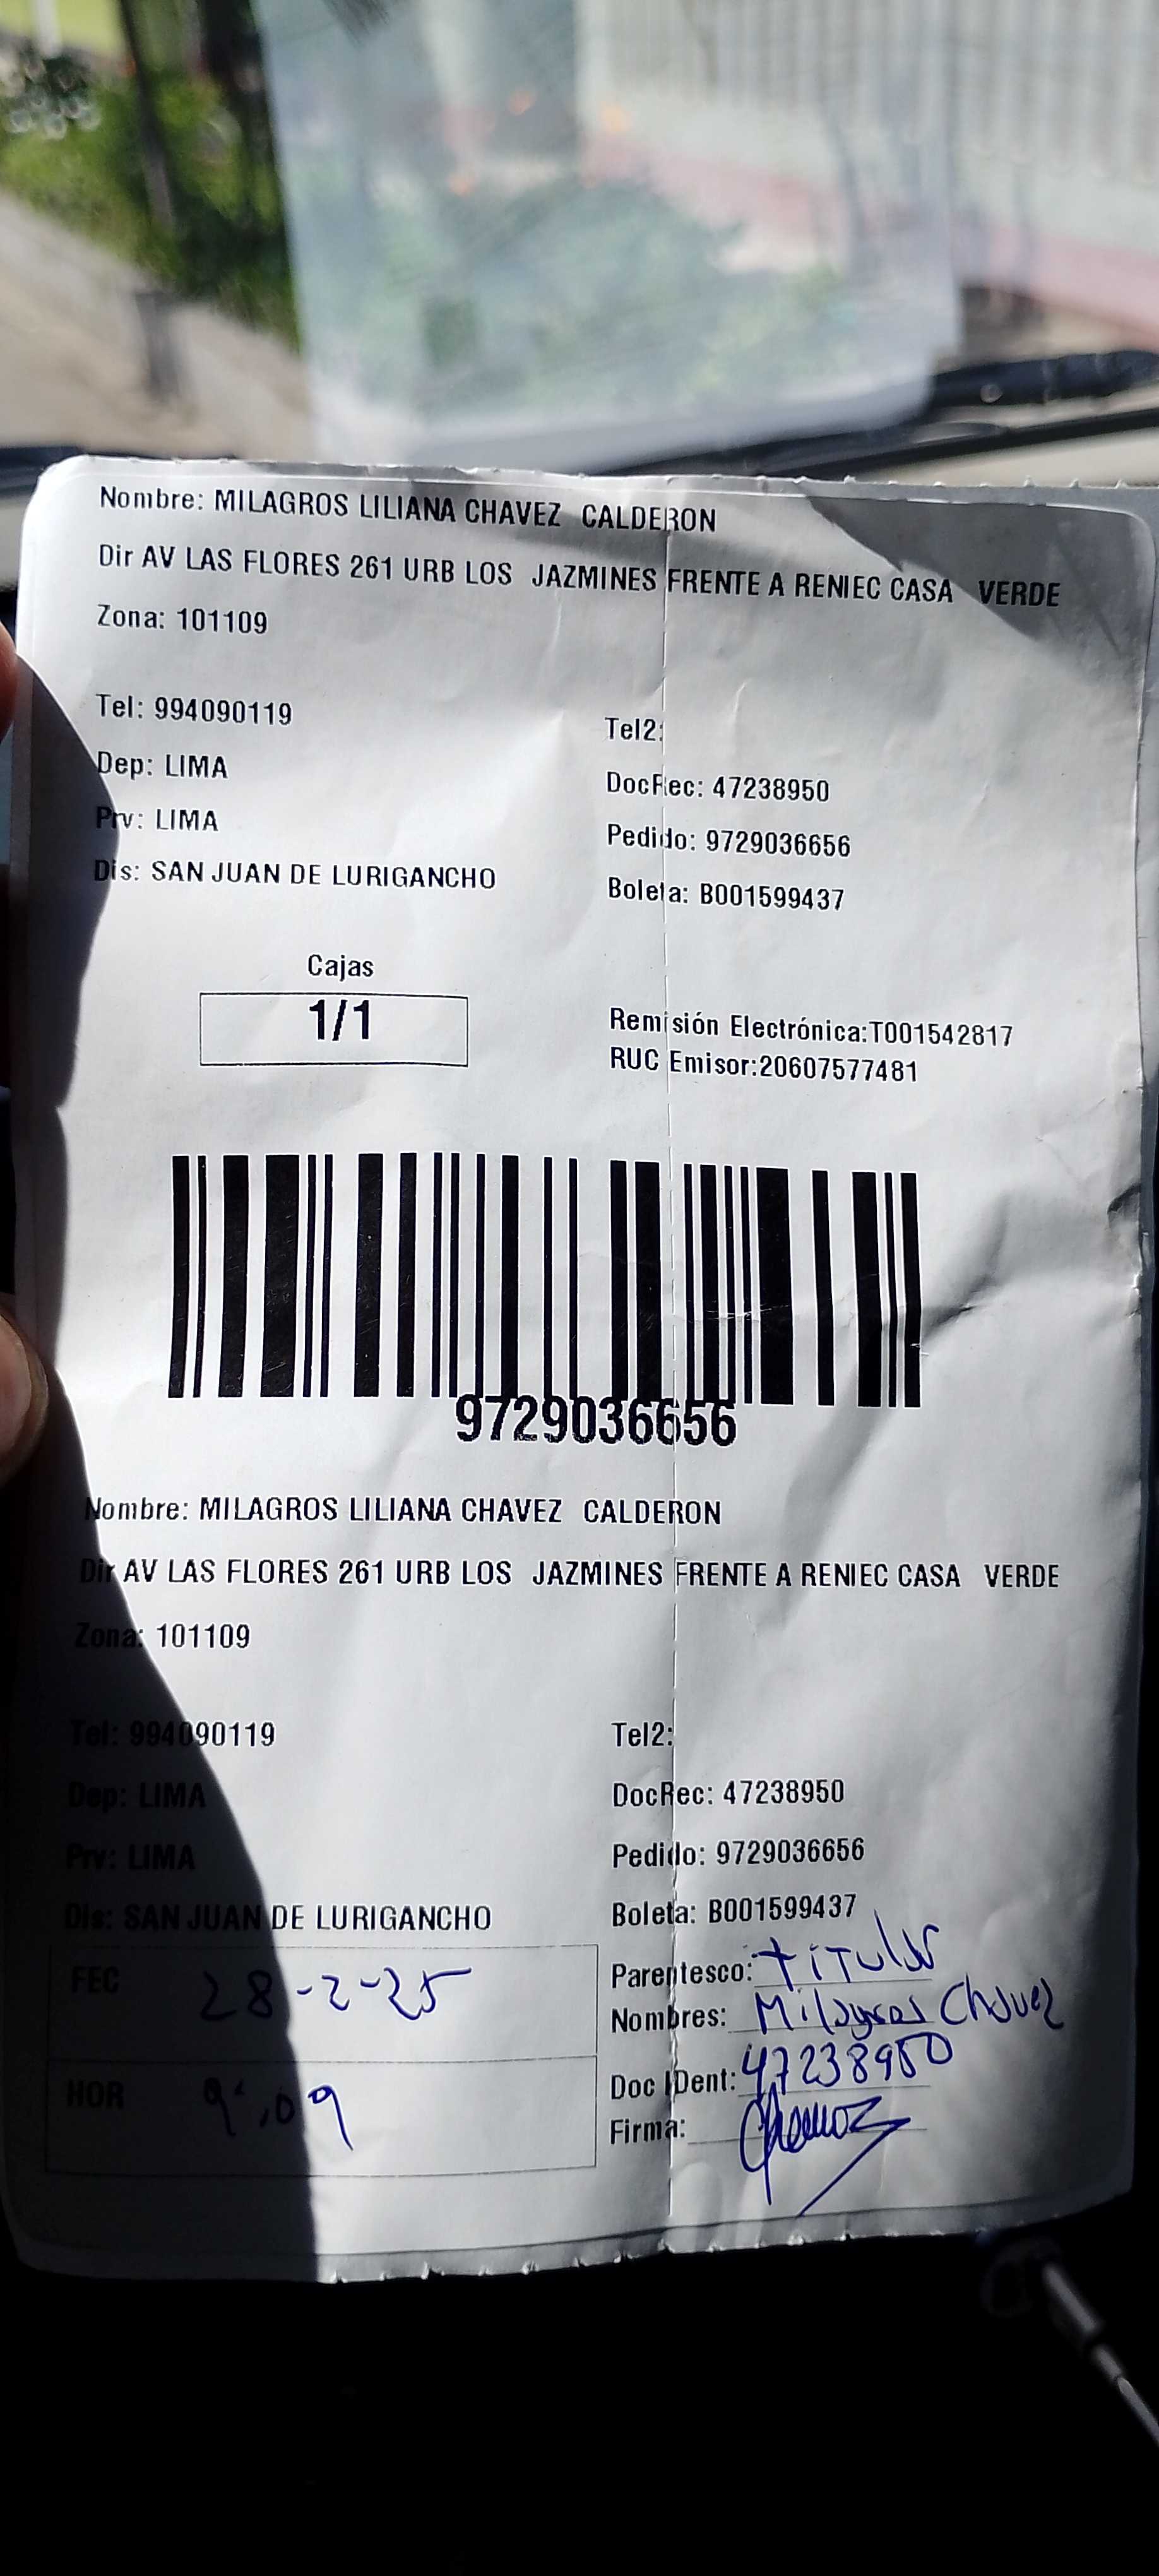 Nombre: MILAGROS LILIANA CHAVEZ CALDERON
Dir AV LAS FLORES 261 URB LOS JAZMINES FRENTE A RENIEC CASA VERDE
Zona: 101109
Tel: 994090119
Tel2:
Dep: LIMA
DocRec: 47238950
Prv: LIMA
Pedido: 9729036656
Dis: SAN JUAN DE LURIGANCHO
Boleta: B001599437
Cajas
1/1
Remisión Electrónica:T001542817
RUC Emisor:20607577481
9729036656
Nombre: MILAGROS LILIANA CHAVEZ CALDERON
Dir AV LAS FLORES 261 URB LOS JAZMINES FRENTE A RENIEC CASA VERDE
Zona: 101109
Tel: 994090119
Tel2:
Dep: LIMA
DocRec: 47238950
Prv: LIMA
Pedido: 9729036656
Dis: SAN JUAN DE LURIGANCHO
Boleta: B001599437
FEC 28-2-25
Parentesco: Titular
Nombres: Milagros Chavez
HOR 9:09
Doc IDent: 47238950
Firma: